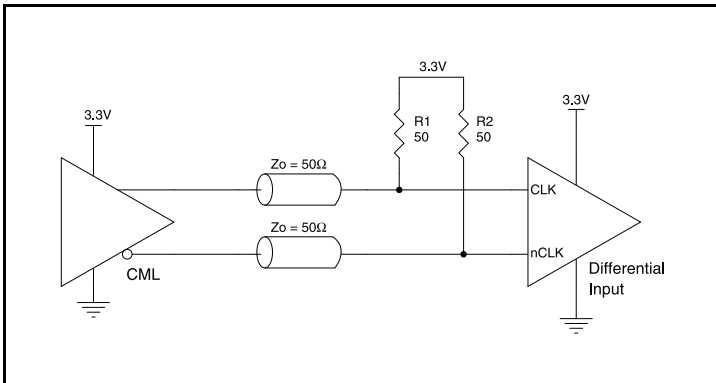 3.3V
3.3V
3.3V
R1
50
R2
50
Zo = 50Ω
CLK
Zo = 50Ω
nCLK
CML
Differential
Input